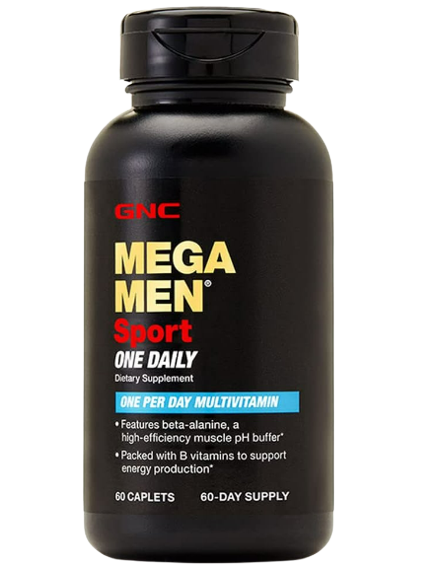 GNC
MEGA
MEN®
Sport
ONE DAILY
Dietary Supplement
ONE PER DAY MULTIVITAMIN
• Features beta-alanine, a
high-efficiency muscle pH buffer*
• Packed with B vitamins to support
energy production*
60 CAPLETS 60-DAY SUPPLY